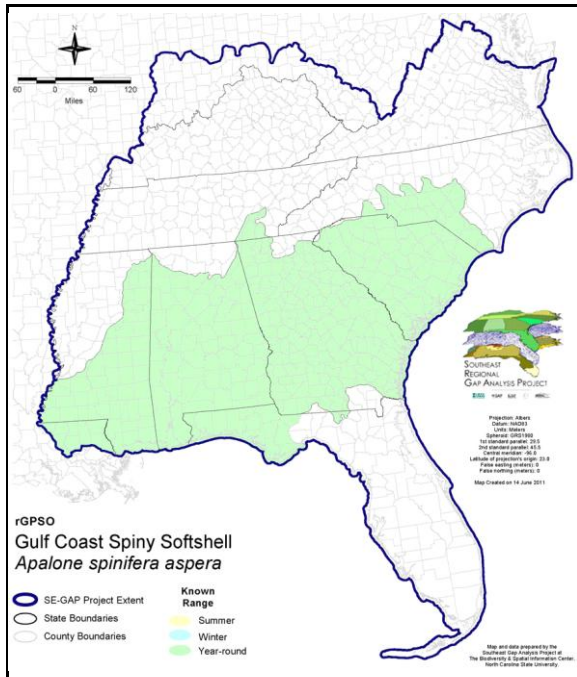 N
60 0 60 120
Miles
SOUTHEAST
REGIONAL
GAP ANALYSIS PROJECT
Projection: Albers
Datum: NAD83
Units: Meters
Spheroid: GRS1980
1st standard parallel: 29.5
2nd standard parallel: 45.5
Central meridian: -96.0
Latitude of projection's origin: 23.0
False easting (meters): 0
False northing (meters): 0
Map Created on 14 June 2011
rGPSO
Gulf Coast Spiny Softshell
Apalone spinifera aspera
SE-GAP Project Extent
State Boundaries
County Boundaries
Known
Range
Summer
Winter
Year-round
Map and data prepared by the
Southeast Gap Analysis Project at
The Biodiversity & Spatial Information Center,
North Carolina State University.